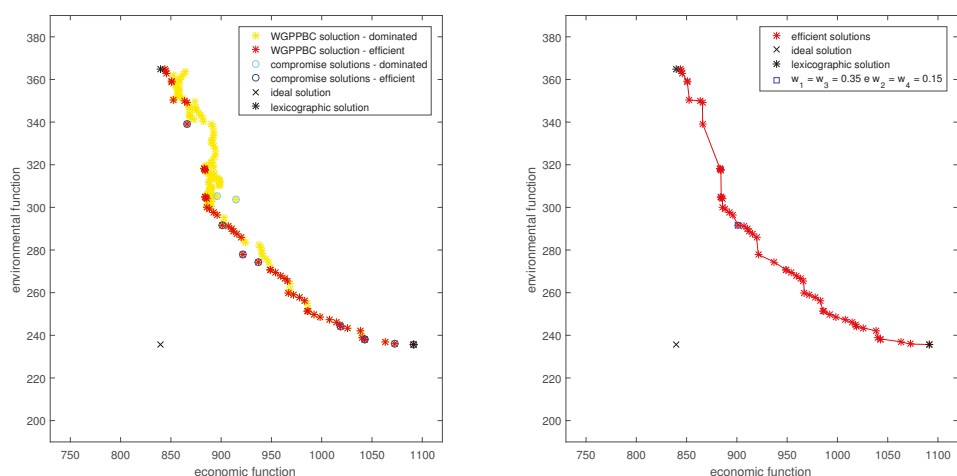 380
360
340
320
300
280
260
240
220
200
environmental function
WGPPBC soluction - dominated
WGPPBC soluction - efficient
compromise solutions - dominated
compromise solutions - efficient
ideal solution
lexicographic solution
750 800 850 900 950 1000 1050 1100
economic function
380
360
340
320
300
280
260
240
220
200
environmental function
efficient solutions
ideal solution
lexicographic solution
w₁ = w₃ = 0.35 e w₂ = w₄ = 0.15
750 800 850 900 950 1000 1050 1100
economic function